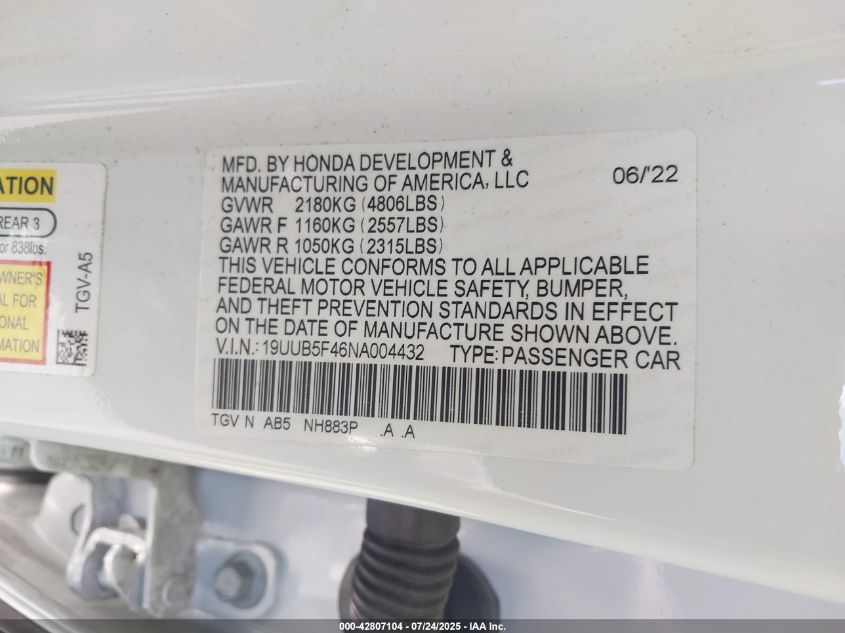 ATION
REAR 3
or 838lbs.
WNER'S
AL FOR
ONAL
MATION
TGV-A5
MFD. BY HONDA DEVELOPMENT &
MANUFACTURING OF AMERICA, LLC 06/'22
GVWR 2180KG (4806LBS)
GAWR F 1160KG (2557LBS)
GAWR R 1050KG (2315LBS)
THIS VEHICLE CONFORMS TO ALL APPLICABLE
FEDERAL MOTOR VEHICLE SAFETY, BUMPER,
AND THEFT PREVENTION STANDARDS IN EFFECT
ON THE DATE OF MANUFACTURE SHOWN ABOVE.
V.I.N.: 19UUB5F46NA004432 TYPE: PASSENGER CAR
TGV N AB5 NH883P .A .A
000-42807104 - 07/24/2025 - IAA Inc.